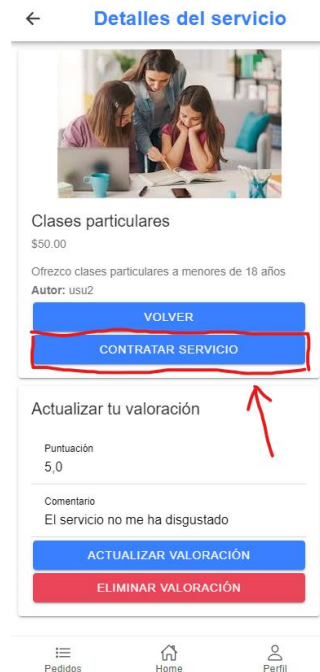 Detalles del servicio
Clases particulares
$50.00
Ofrezco clases particulares a menores de 18 años
Autor: usu2
VOLVER
CONTRATAR SERVICIO
Actualizar tu valoración
Puntuación
5,0
Comentario
El servicio no me ha disgustado
ACTUALIZAR VALORACIÓN
ELIMINAR VALORACIÓN
Pedidos Home Perfil